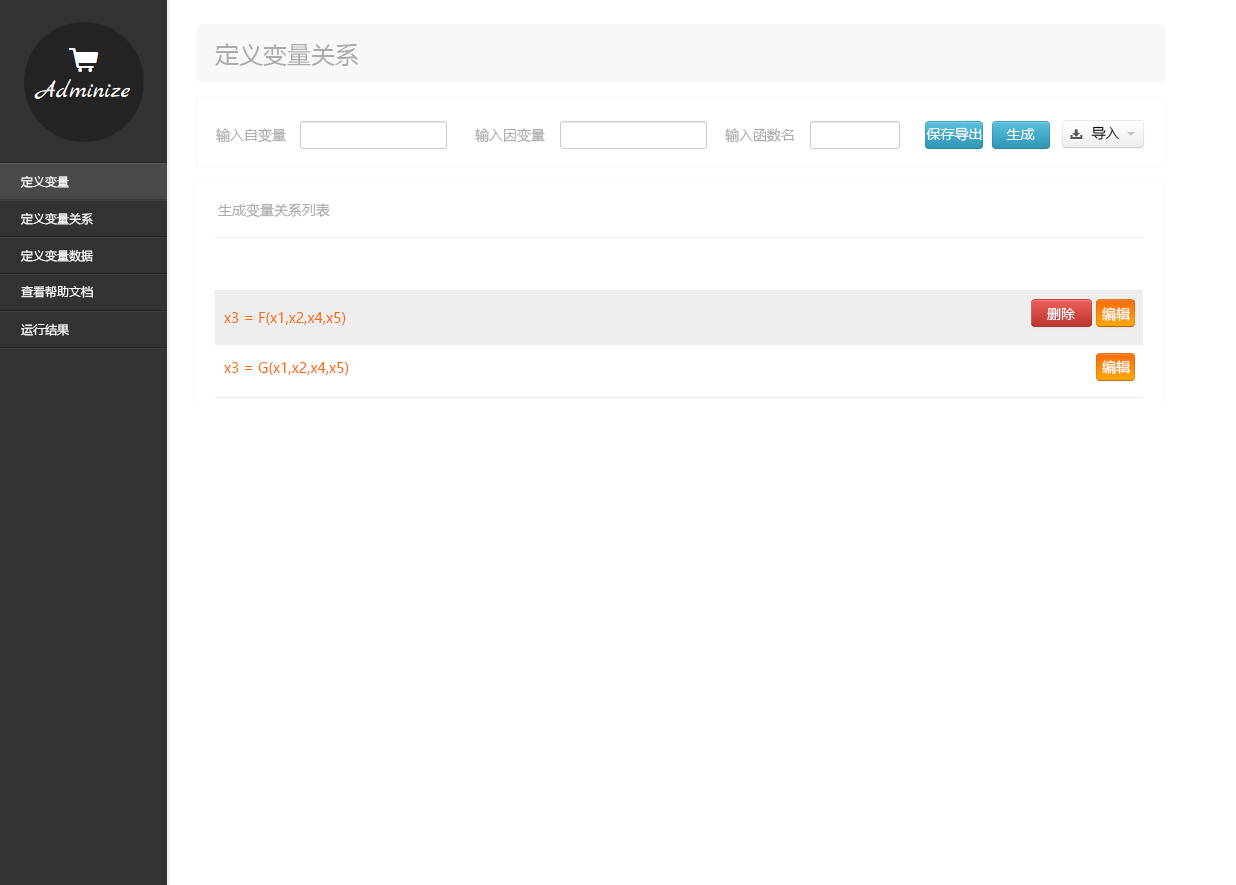 Adminize
定义变量
定义变量关系
定义变量数据
查看帮助文档
运行结果
定义变量关系
输入自变量 输入因变量 输入函数名 保存导出 生成 导入
生成变量关系列表
x3 = F(x1,x2,x4,x5) 删除 编辑
x3 = G(x1,x2,x4,x5) 编辑